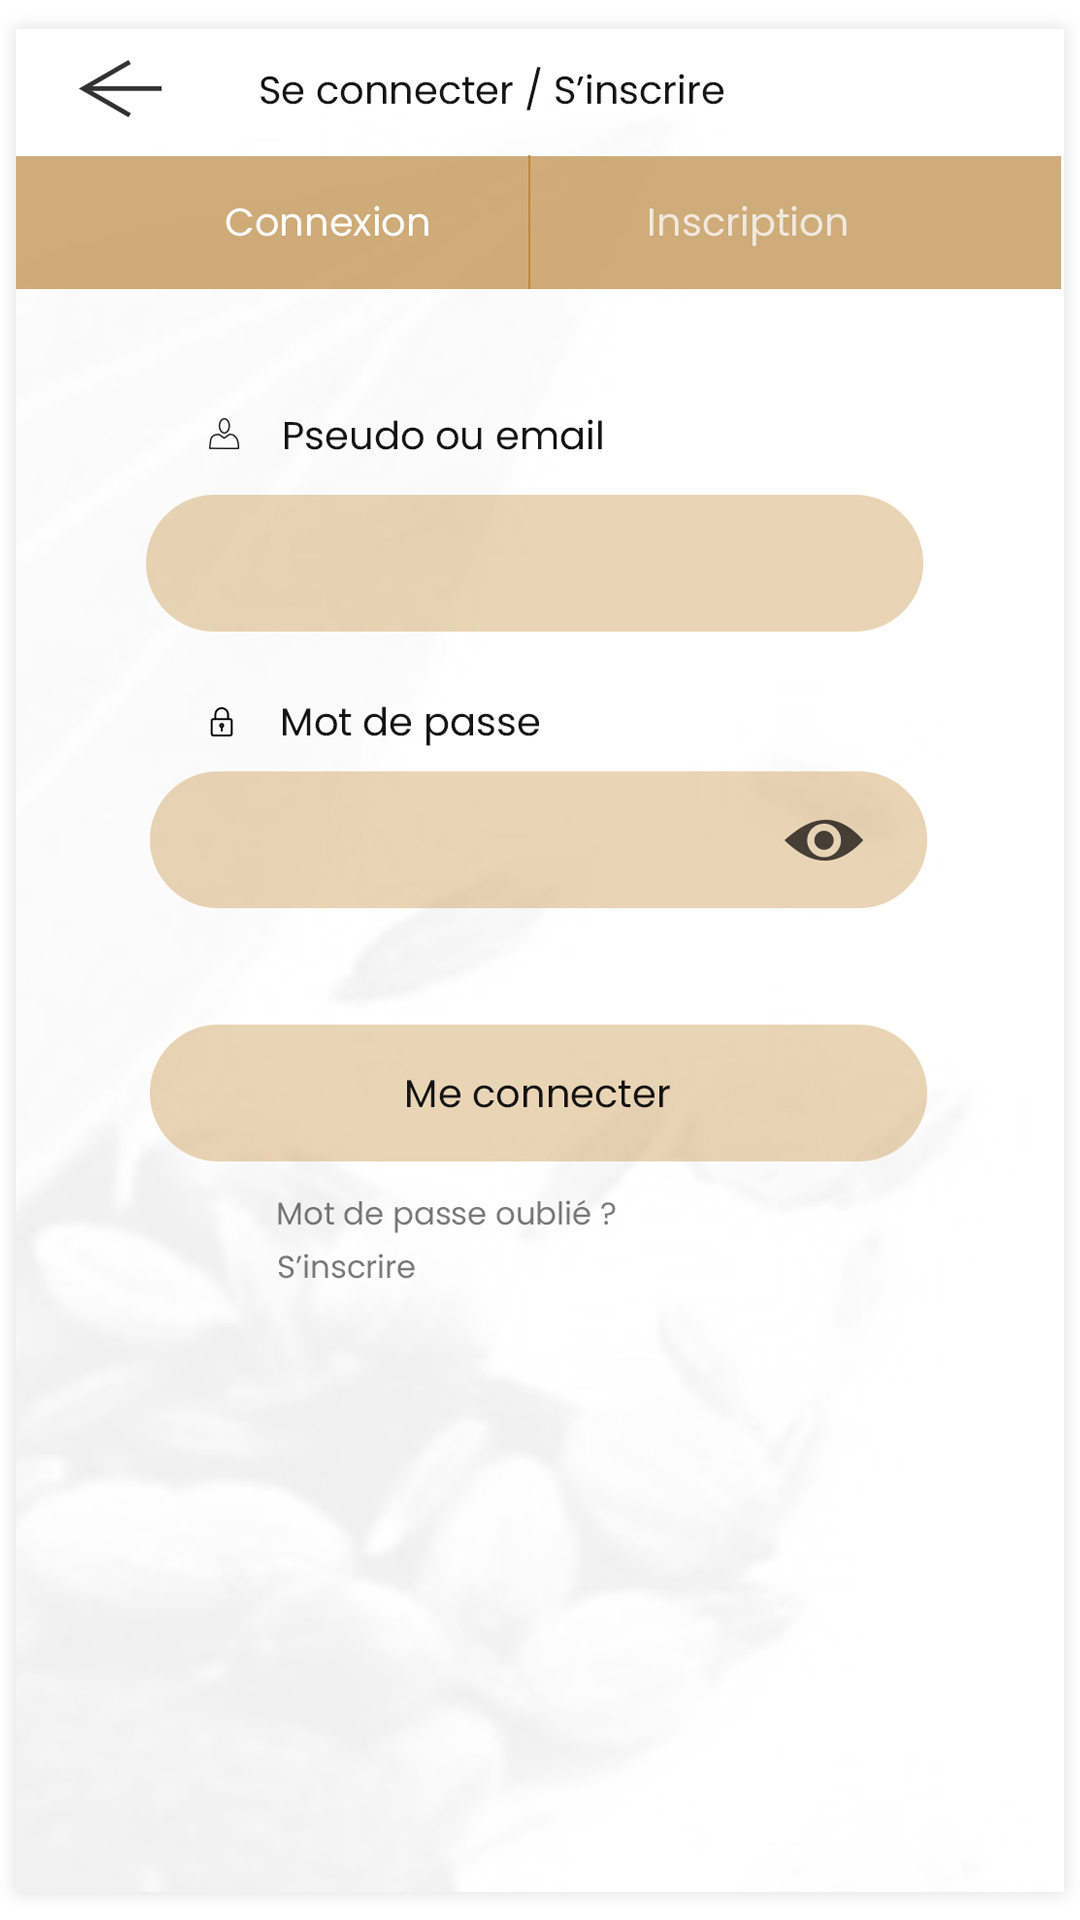 Se connecter / S’inscrire
Connexion
Inscription
Pseudo ou email
Mot de passe
Me connecter
Mot de passe oublié ?
S’inscrire